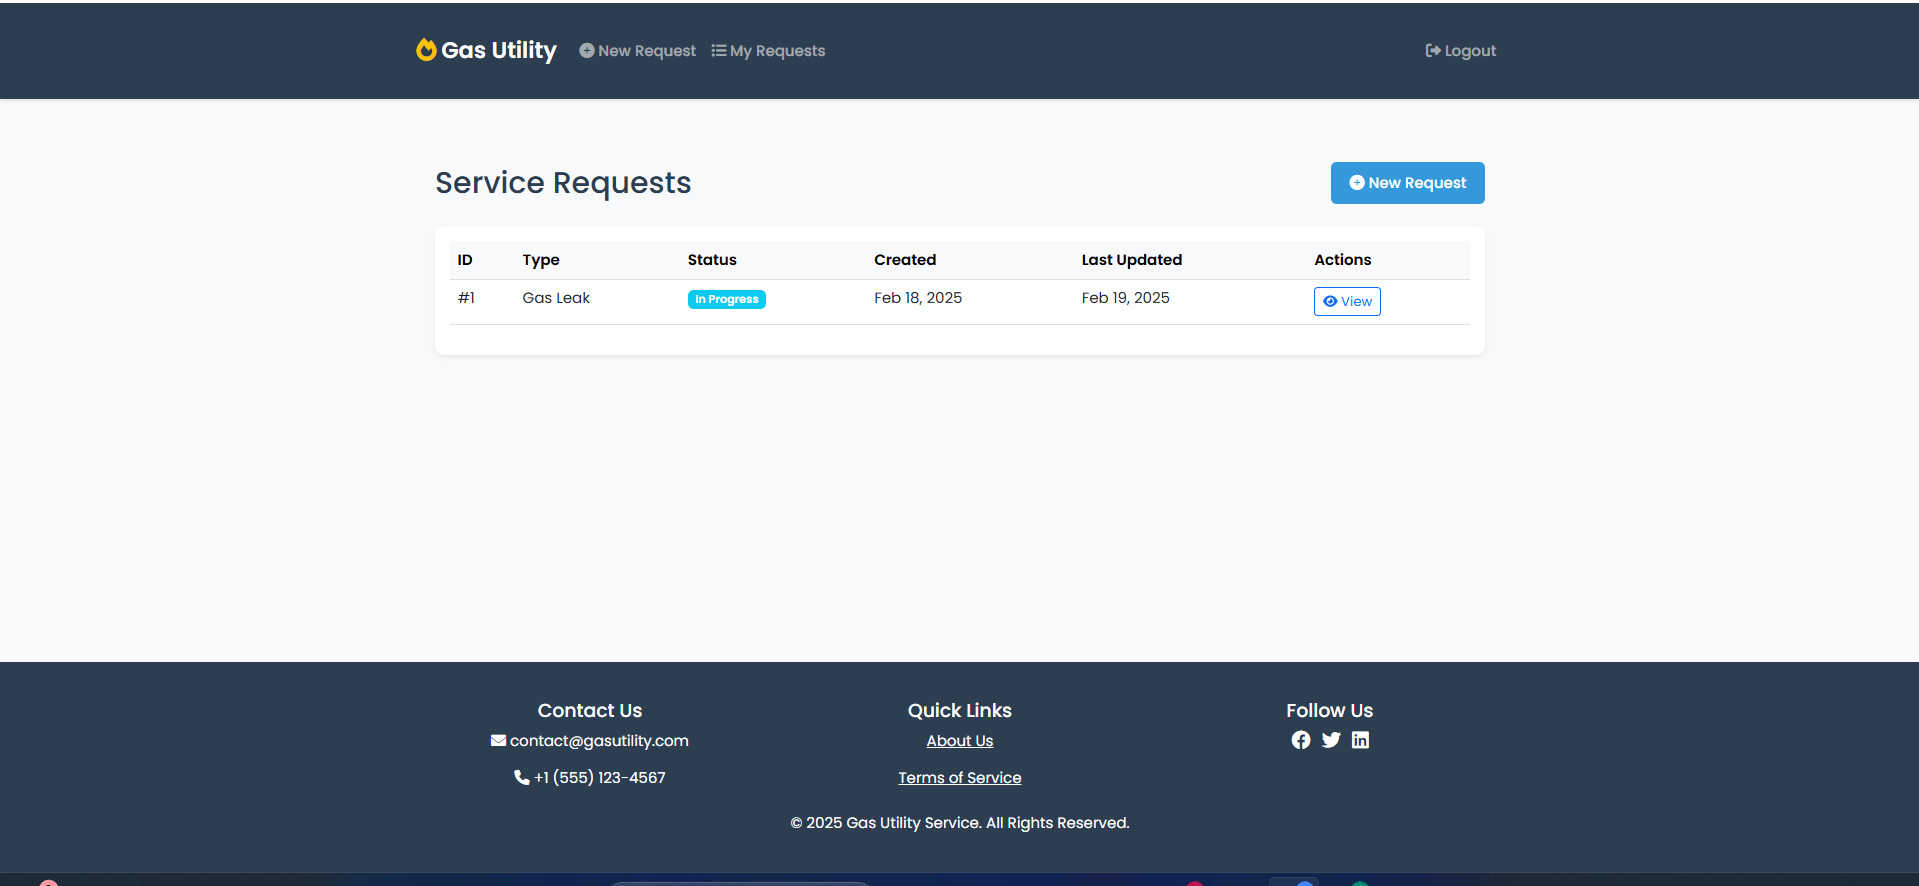 Gas Utility New Request My Requests Logout
Service Requests New Request
ID Type Status Created Last Updated Actions
#1 Gas Leak In Progress Feb 18, 2025 Feb 19, 2025 View
Contact Us Quick Links Follow Us
contact@gasutility.com About Us
+1 (555) 123-4567 Terms of Service
© 2025 Gas Utility Service. All Rights Reserved.